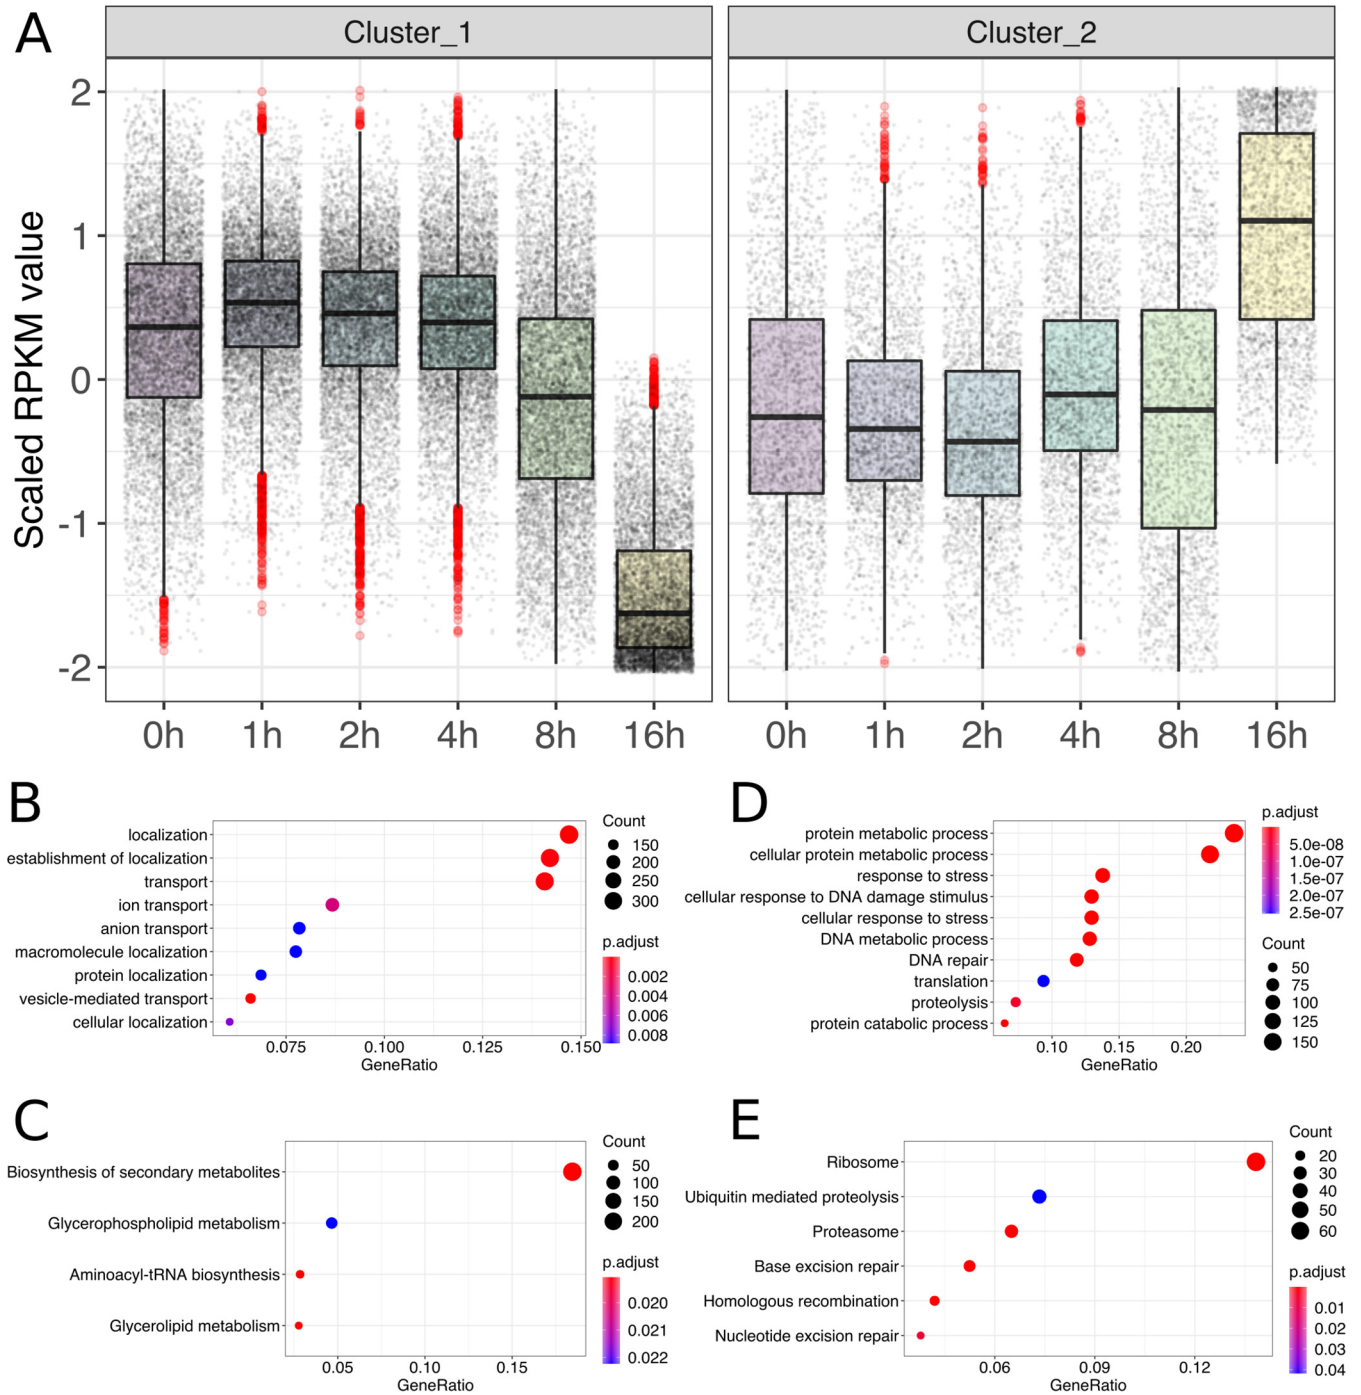 A
Cluster_1
Cluster_2
Scaled RPKM value
2
1
0
-1
-2
0h 1h 2h 4h 8h 16h
0h 1h 2h 4h 8h 16h
B
localization
establishment of localization
transport
ion transport
anion transport
macromolecule localization
protein localization
vesicle-mediated transport
cellular localization
0.075 0.100 0.125 0.150
GeneRatio
Count
150
200
250
300
p.adjust
0.002
0.004
0.006
0.008
D
protein metabolic process
cellular protein metabolic process
response to stress
cellular response to DNA damage stimulus
cellular response to stress
DNA metabolic process
DNA repair
translation
proteolysis
protein catabolic process
0.10 0.15 0.20
GeneRatio
p.adjust
5.0e-08
1.0e-07
1.5e-07
2.0e-07
2.5e-07
Count
50
75
100
125
150
C
Biosynthesis of secondary metabolites
Glycerophospholipid metabolism
Aminoacyl-tRNA biosynthesis
Glycerolipid metabolism
0.05 0.10 0.15
GeneRatio
Count
50
100
150
200
p.adjust
0.020
0.021
0.022
E
Ribosome
Ubiquitin mediated proteolysis
Proteasome
Base excision repair
Homologous recombination
Nucleotide excision repair
0.06 0.09 0.12
GeneRatio
Count
20
30
40
50
60
p.adjust
0.01
0.02
0.03
0.04